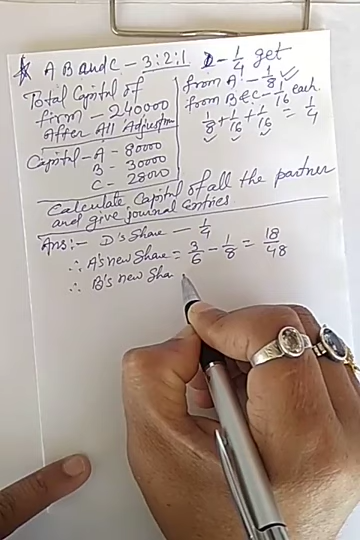 A B and C - 3:2:1 D - 1/4 get
Total Capital of
firm - 240000
After All Adjustm
Capital - A - 80000
B - 30000
C - 28000
from A - 1/8 ✓
from B & C - 1/16 each.
1/8 + 1/16 + 1/16 = 1/4
Calculate Capital of all the partner
and give journal entries
Ans:- D's Share - 1/4
∴ A's new Share = 3/6 - 1/8 = 18/48
∴ B's new Sha